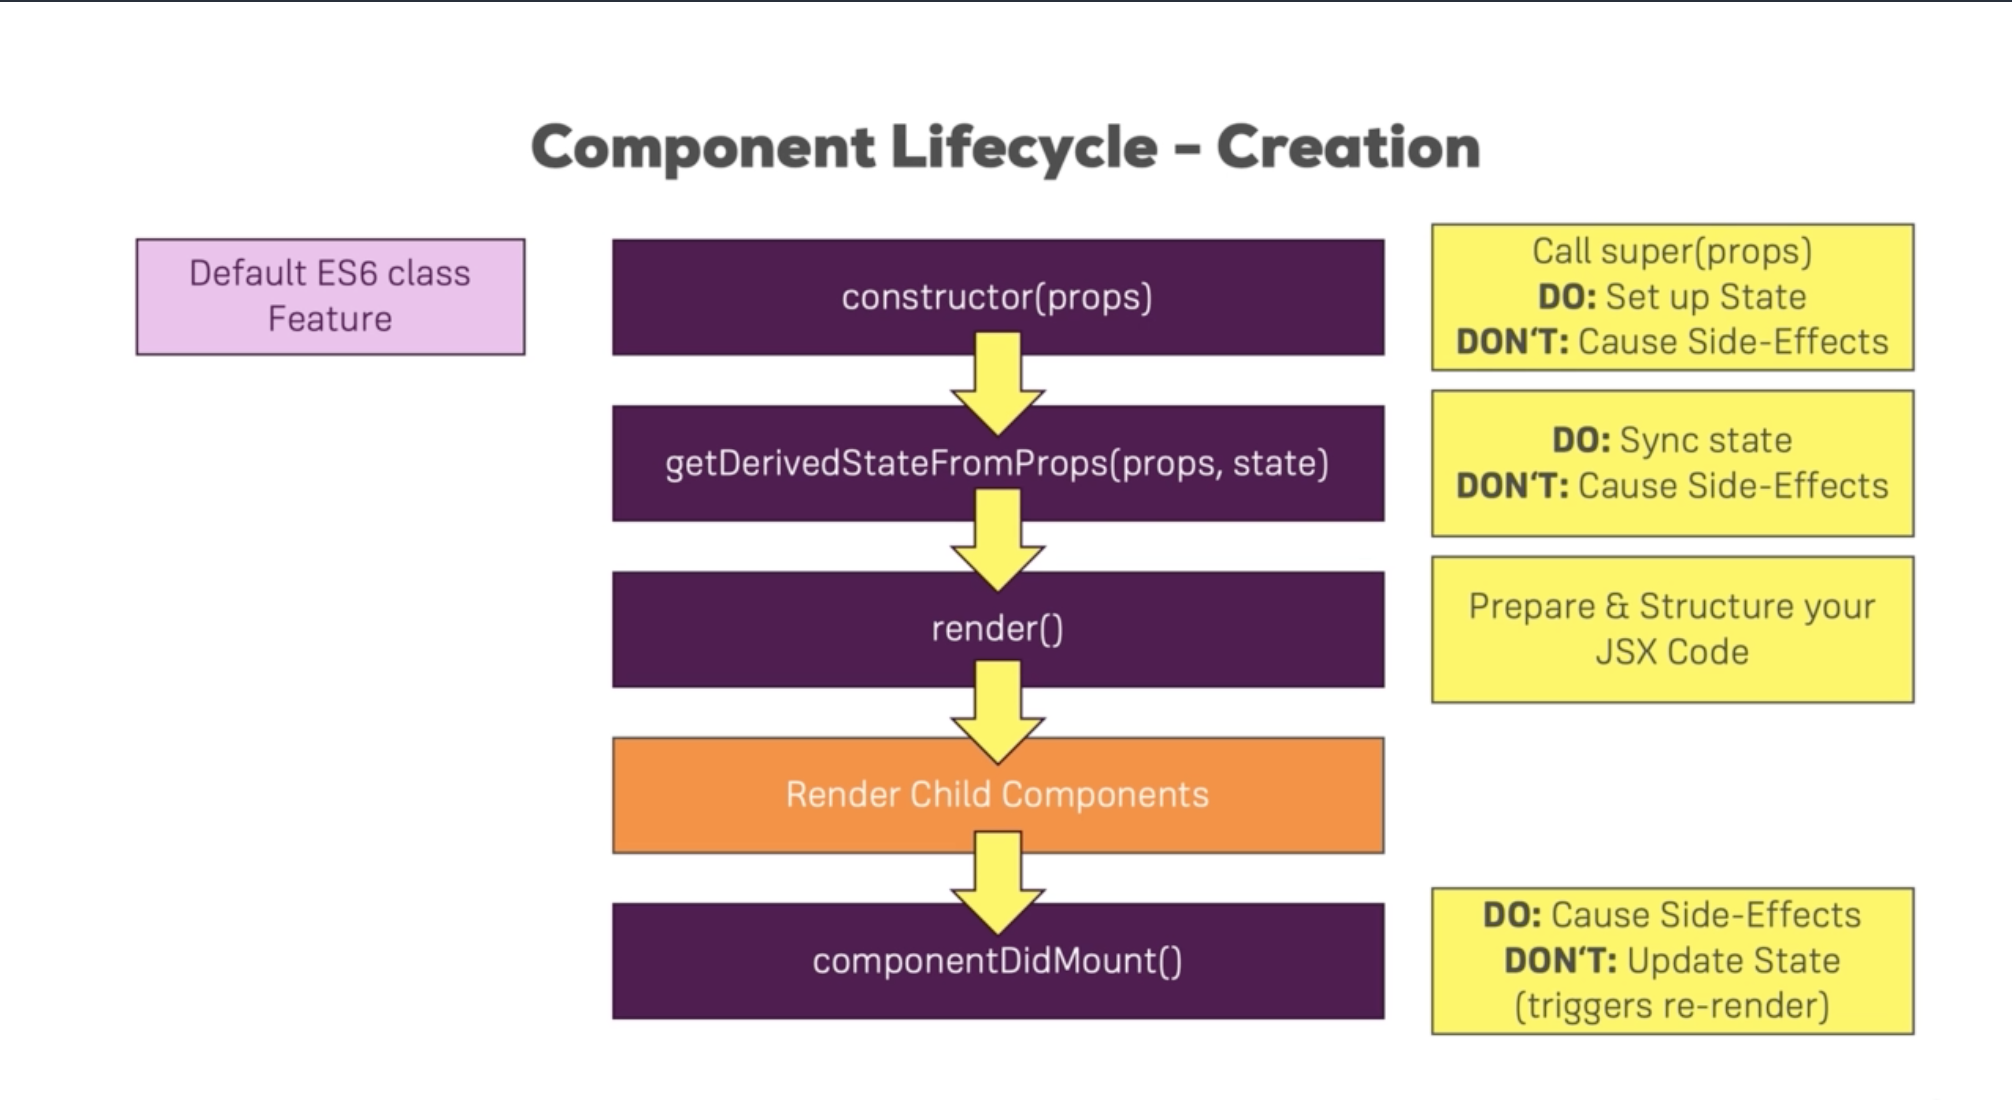 Component Lifecycle - Creation
Default ES6 class
Feature
constructor(props)
Call super(props)
DO: Set up State
DON‘T: Cause Side-Effects
getDerivedStateFromProps(props, state)
DO: Sync state
DON‘T: Cause Side-Effects
render()
Prepare & Structure your
JSX Code
Render Child Components
componentDidMount()
DO: Cause Side-Effects
DON‘T: Update State
(triggers re-render)